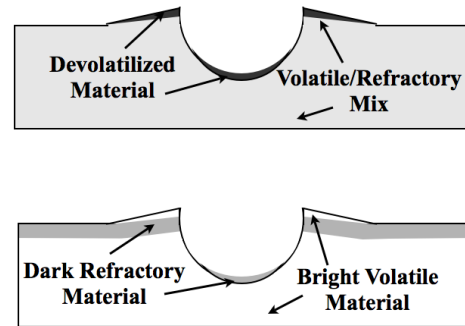 Devolatilized
Material
Volatile/Refractory
Mix
Dark Refractory
Material
Bright Volatile
Material